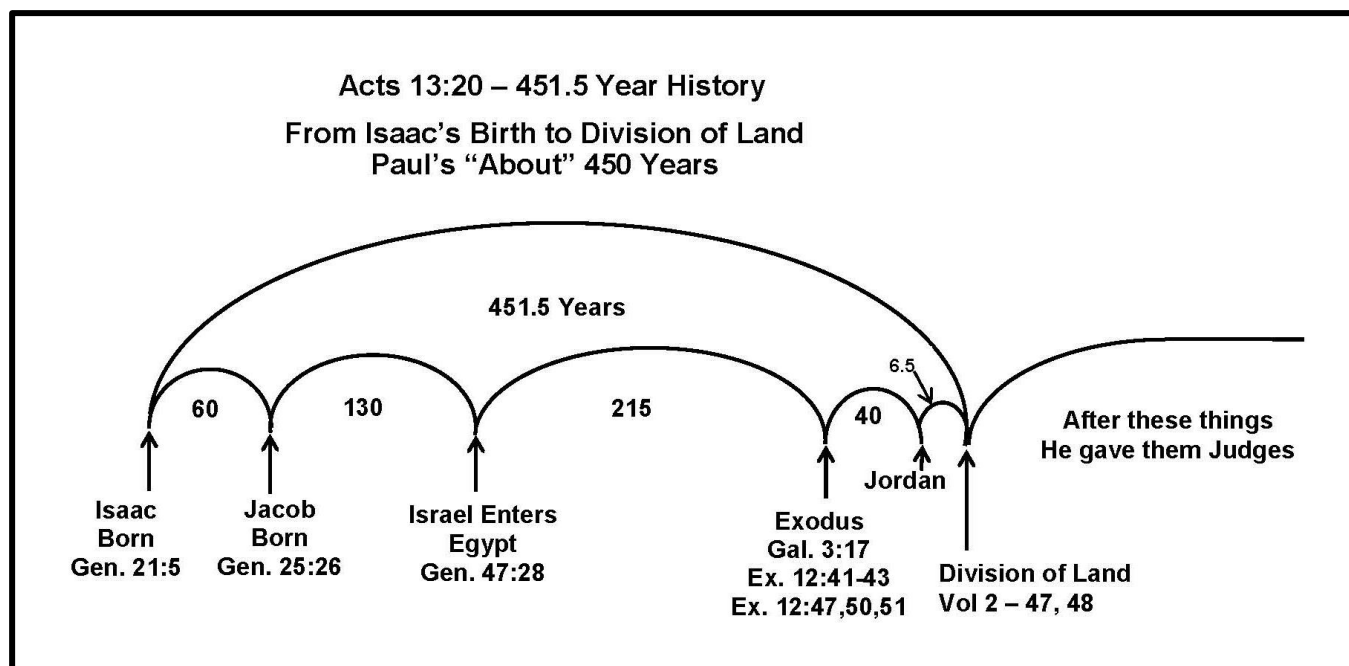 Acts 13:20 – 451.5 Year History
From Isaac's Birth to Division of Land
Paul's “About” 450 Years
451.5 Years
60
130
215
40
6.5
After these things
He gave them Judges
Isaac
Born
Gen. 21:5
Jacob
Born
Gen. 25:26
Israel Enters
Egypt
Gen. 47:28
Exodus
Gal. 3:17
Ex. 12:41-43
Ex. 12:47,50,51
Jordan
Division of Land
Vol 2 – 47, 48